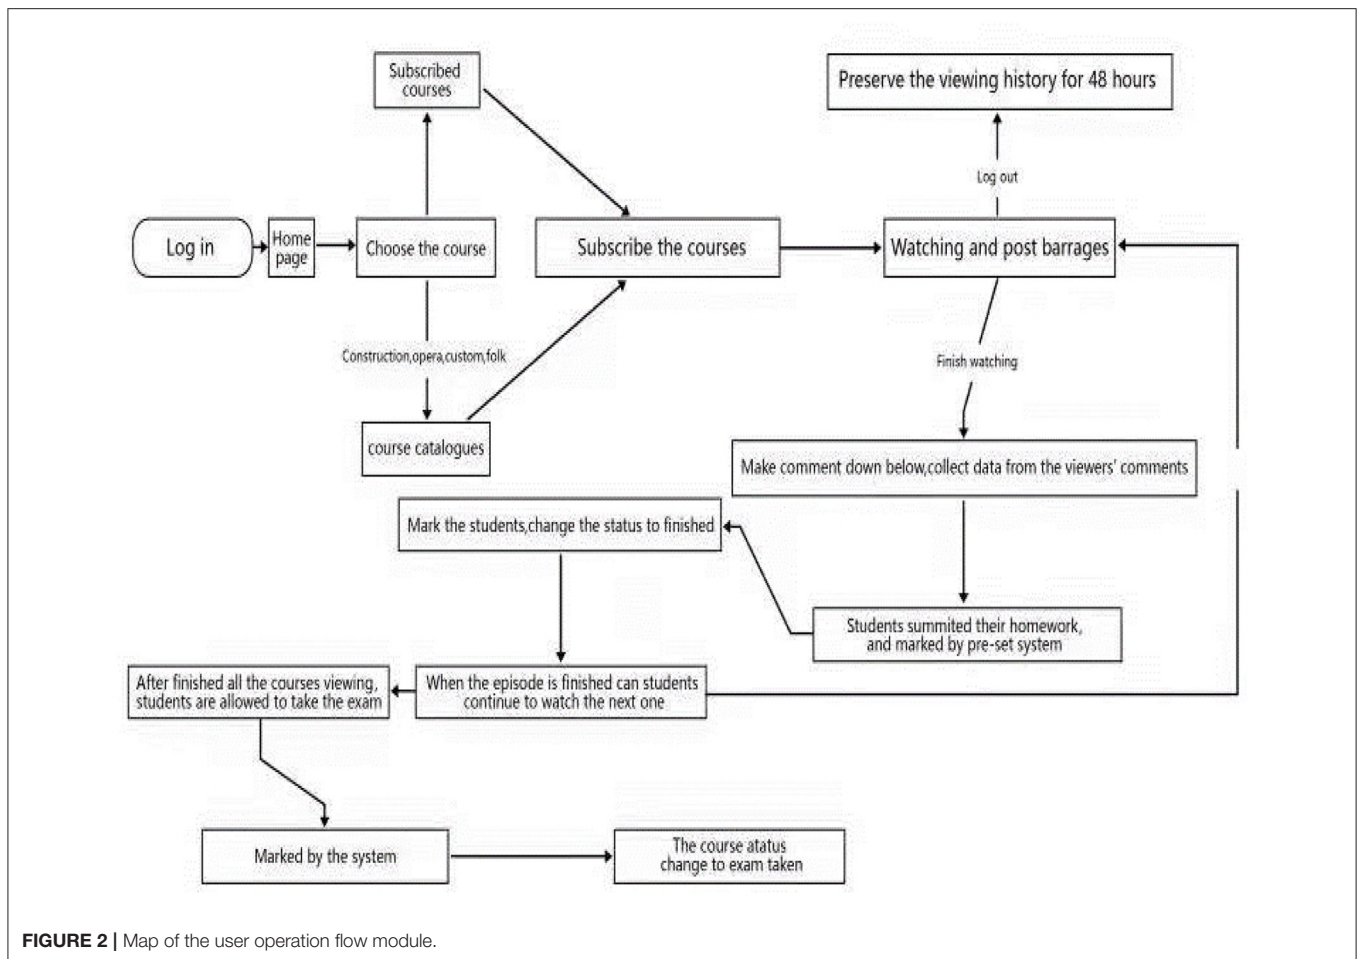 Subscribed
courses
Preserve the viewing history for 48 hours
Log out
Log in
Home
page
Choose the course
Subscribe the courses
Watching and post barrages
Construction,opera,custom,folk
Finish watching
course catalogues
Make comment down below,collect data from the viewers' comments
Mark the students,change the status to finished
Students summited their homework,
and marked by pre-set system
After finished all the courses viewing,
students are allowed to take the exam
When the episode is finished can students
continue to watch the next one
Marked by the system
The course atatus
change to exam taken
FIGURE 2 | Map of the user operation flow module.